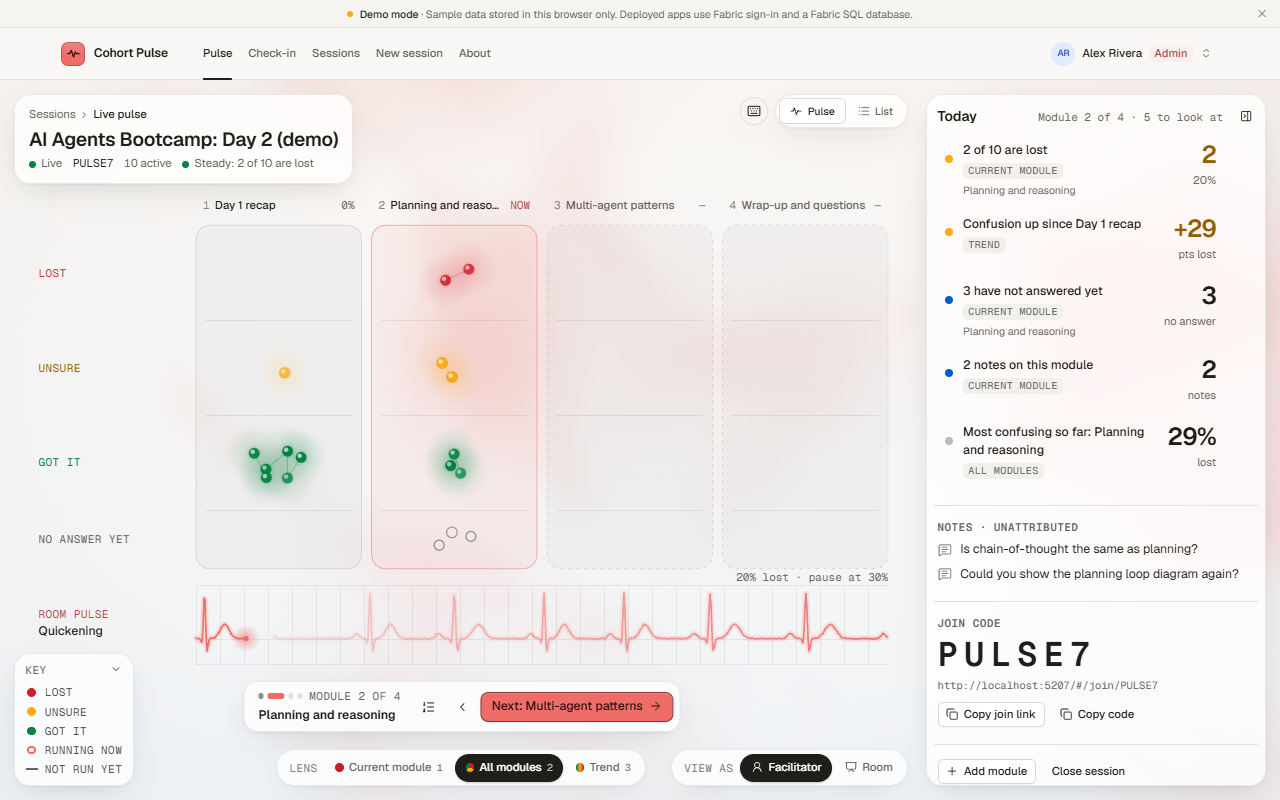 Demo mode · Sample data stored in this browser only. Deployed apps use Fabric sign-in and a Fabric SQL database.
Cohort Pulse
Pulse
Check-in
Sessions
New session
About
AR
Alex Rivera
Admin
Sessions › Live pulse
AI Agents Bootcamp: Day 2 (demo)
Live PULSE7 10 active Steady: 2 of 10 are lost
Pulse
List
1 Day 1 recap 0%
2 Planning and reaso... NOW
3 Multi-agent patterns –
4 Wrap-up and questions –
LOST
UNSURE
GOT IT
NO ANSWER YET
20% lost · pause at 30%
ROOM PULSE
Quickening
KEY
LOST
UNSURE
GOT IT
RUNNING NOW
NOT RUN YET
MODULE 2 OF 4
Planning and reasoning
Next: Multi-agent patterns
LENS
Current module 1
All modules 2
Trend 3
VIEW AS
Facilitator
Room
Today
Module 2 of 4 · 5 to look at
2 of 10 are lost
CURRENT MODULE
Planning and reasoning
2
20%
Confusion up since Day 1 recap
TREND
+29
pts lost
3 have not answered yet
CURRENT MODULE
Planning and reasoning
3
no answer
2 notes on this module
CURRENT MODULE
2
notes
Most confusing so far: Planning
and reasoning
ALL MODULES
29%
lost
NOTES · UNATTRIBUTED
Is chain-of-thought the same as planning?
Could you show the planning loop diagram again?
JOIN CODE
PULSE7
http://localhost:5207/#/join/PULSE7
Copy join link
Copy code
Add module
Close session